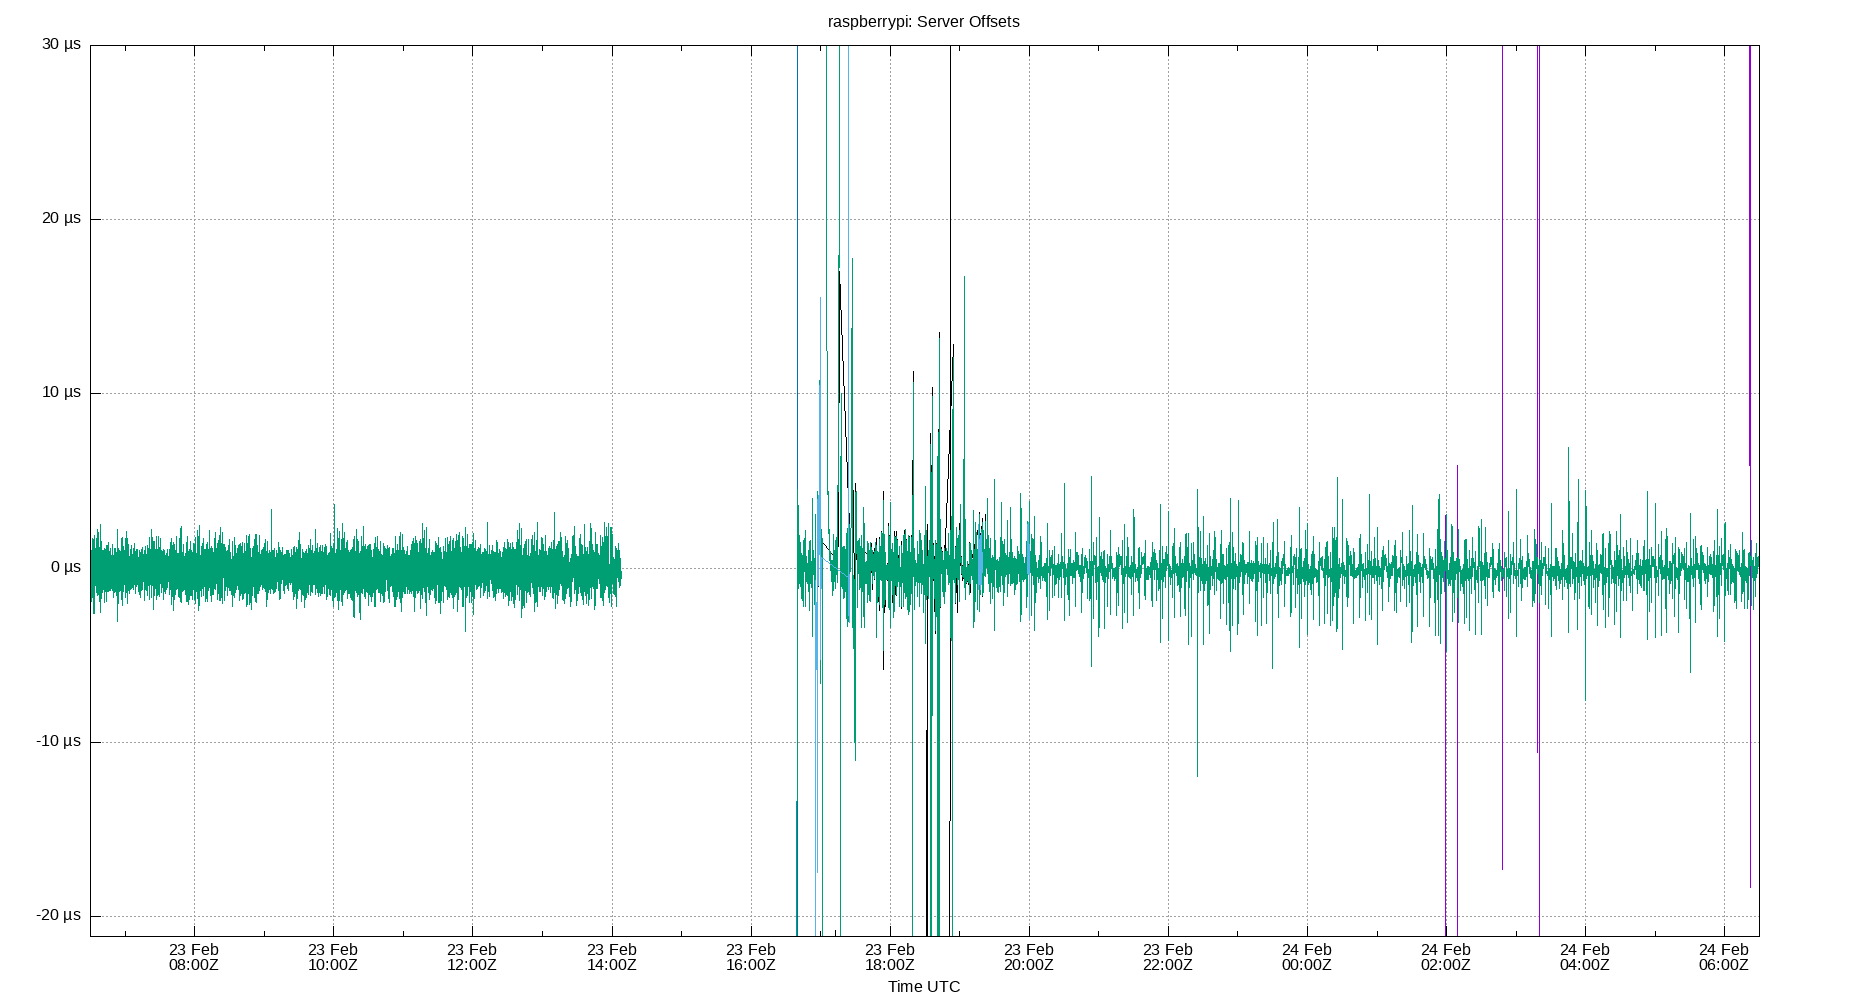 raspberrypi: Server Offsets
30 µs
20 µs
10 µs
0 µs
-10 µs
-20 µs
23 Feb 23 Feb 23 Feb 23 Feb 23 Feb 23 Feb 23 Feb 23 Feb 24 Feb 24 Feb 24 Feb 24 Feb
08:00Z 10:00Z 12:00Z 14:00Z 16:00Z 18:00Z 20:00Z 22:00Z 00:00Z 02:00Z 04:00Z 06:00Z
Time UTC